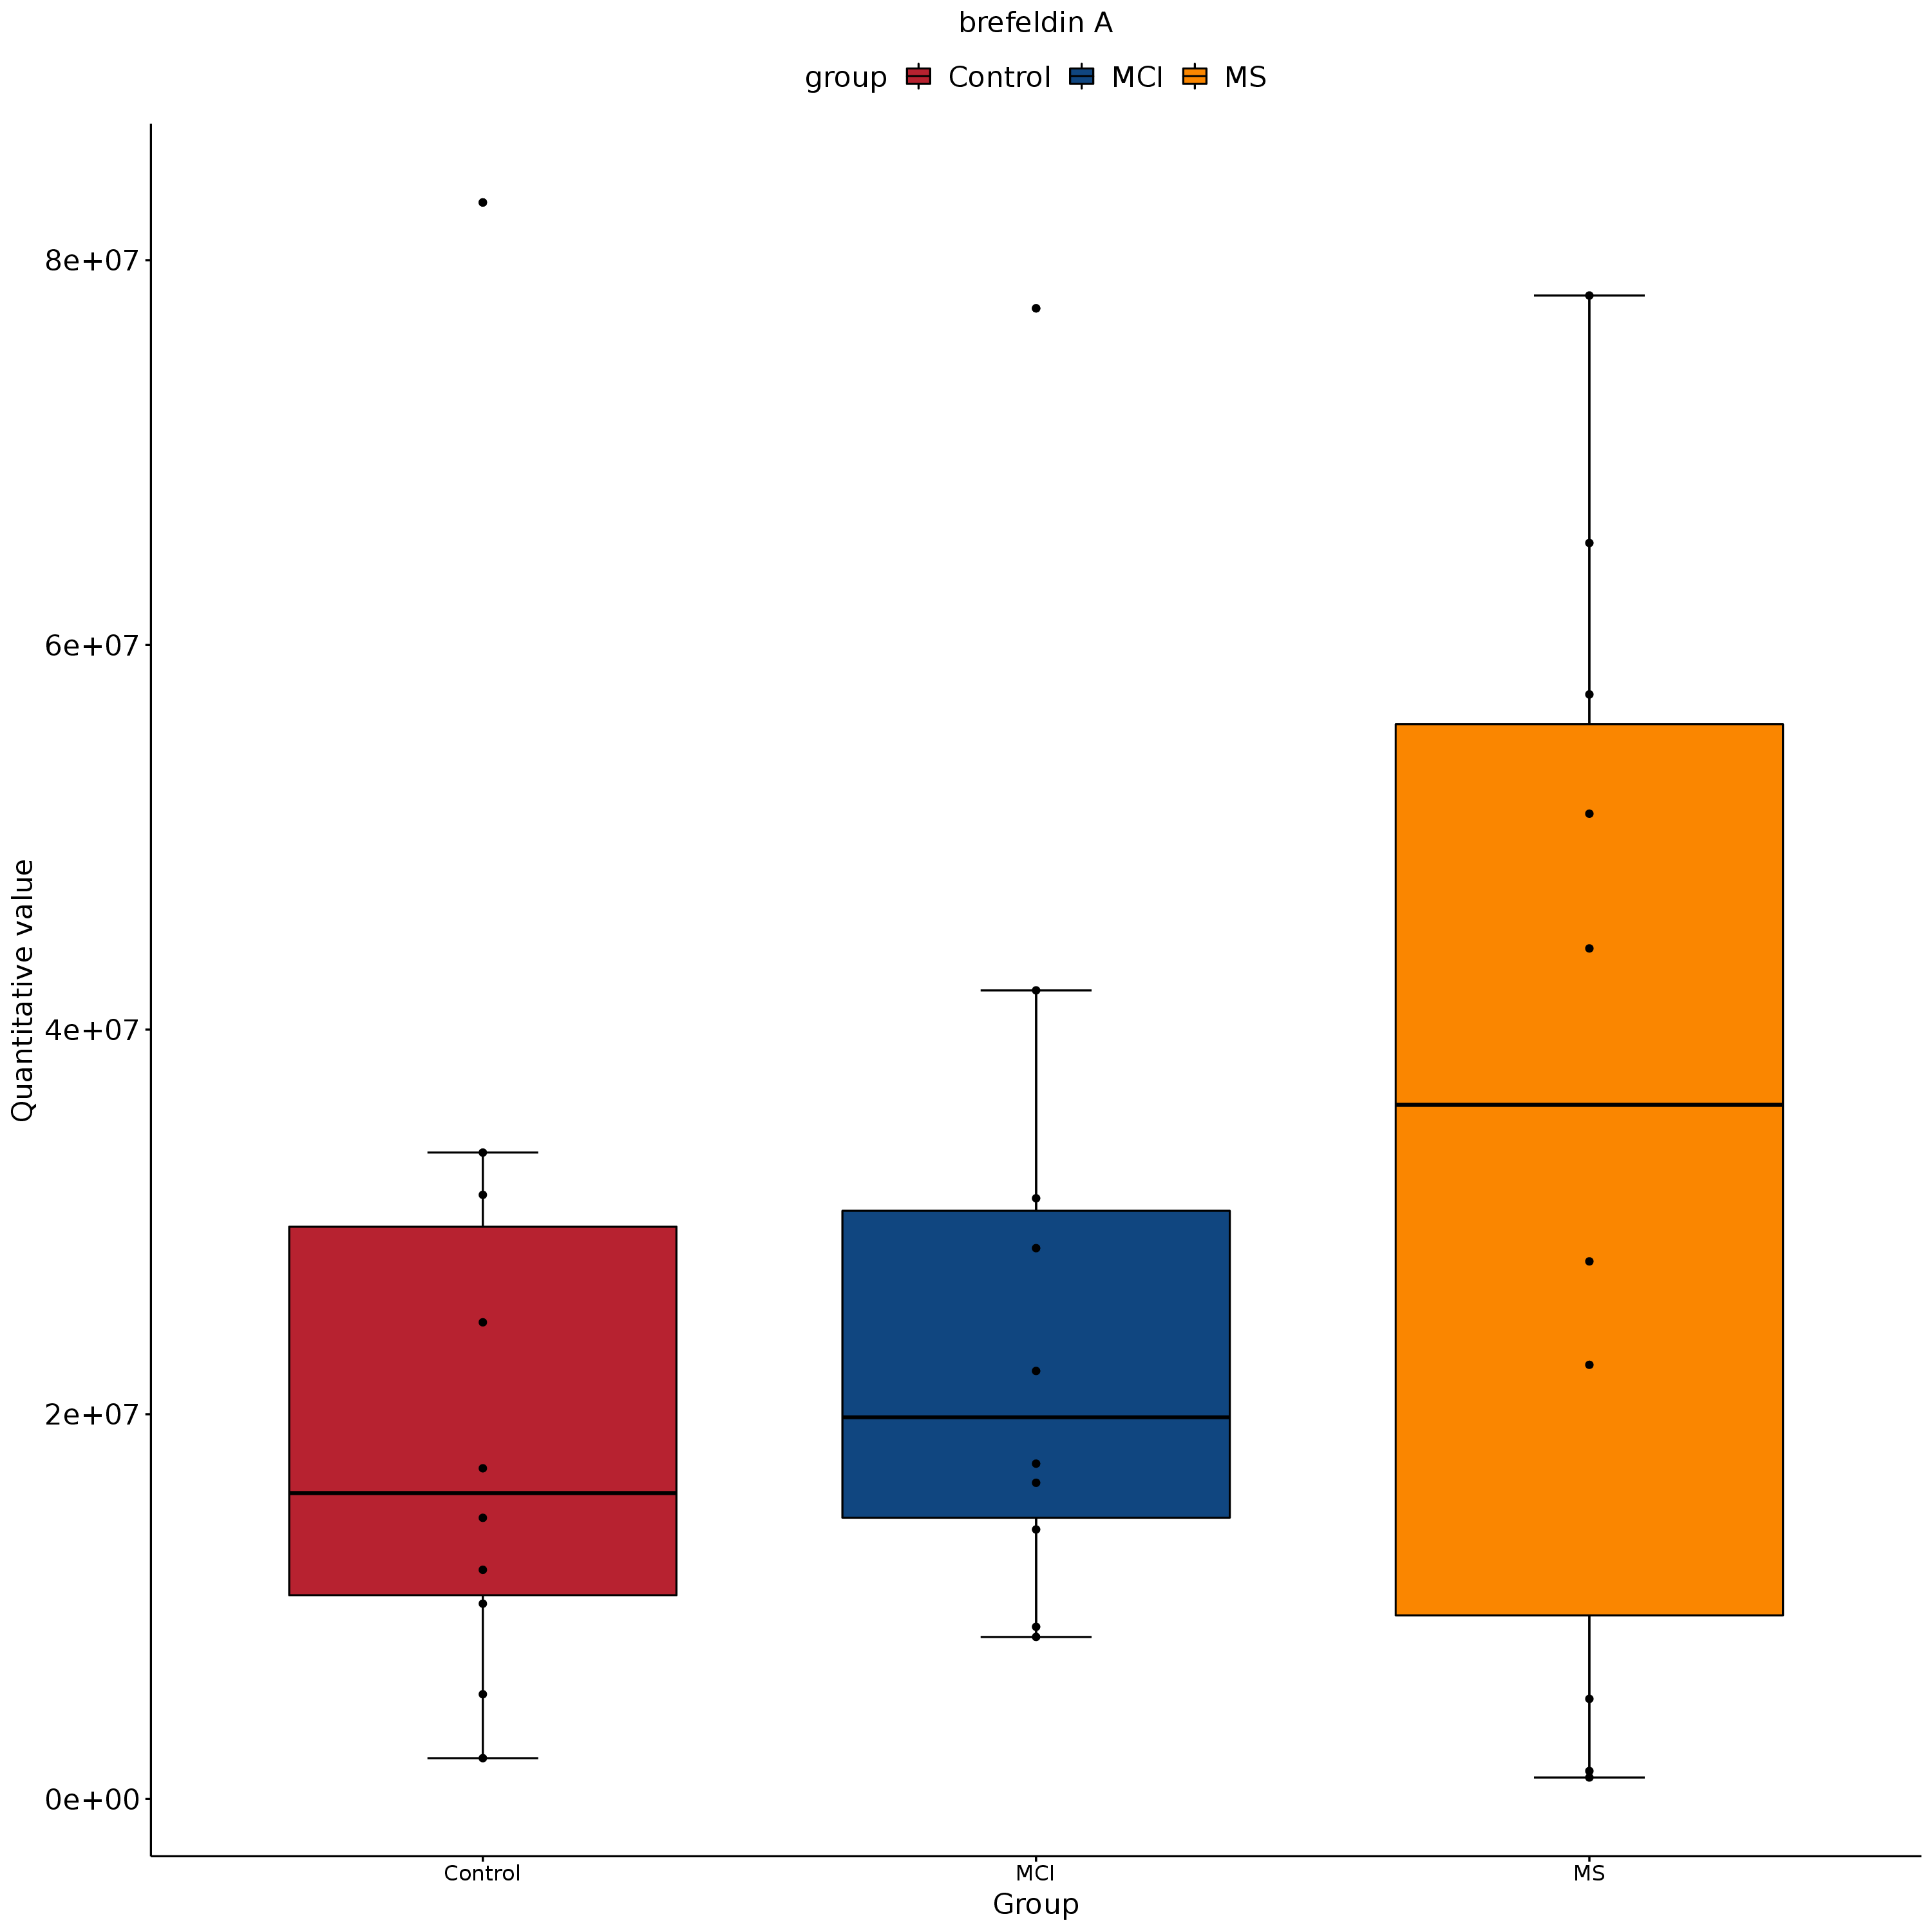 brefeldin A
group Control MCI MS
Quantitative value
8e+07
6e+07
4e+07
2e+07
0e+00
Control MCI MS
Group